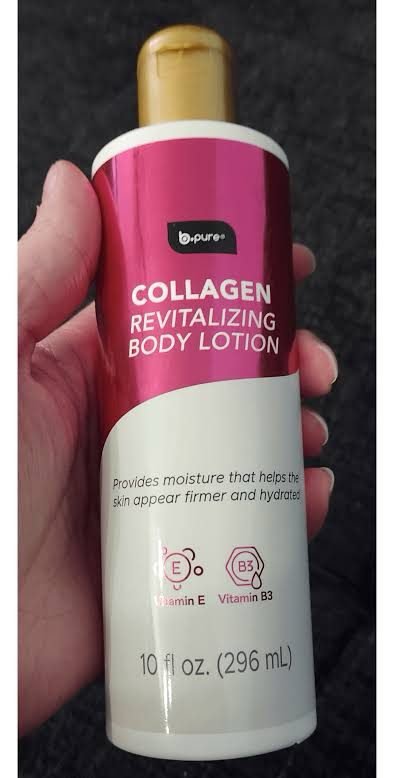 b.pure
COLLAGEN
REVITALIZING
BODY LOTION
Provides moisture that helps the
skin appear firmer and hydrated
E B3
Vitamin E Vitamin B3
10 fl oz. (296 mL)